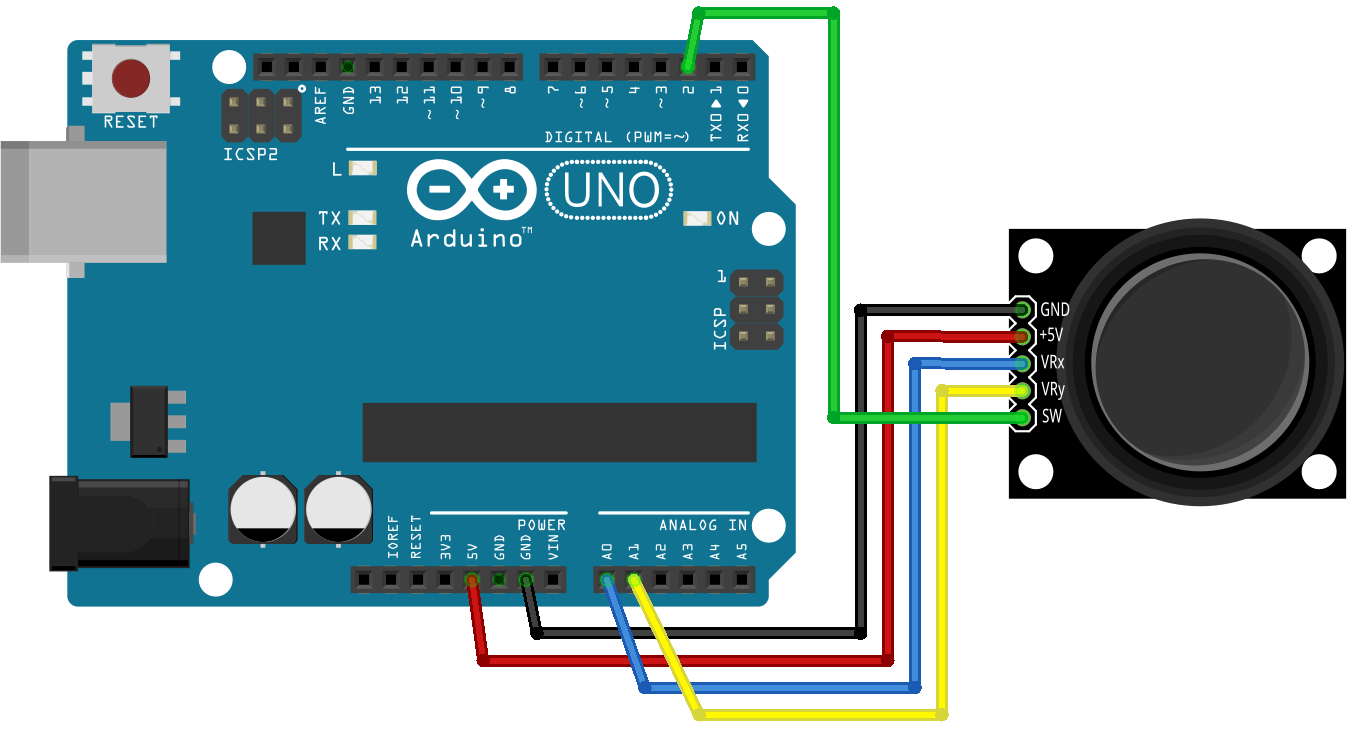 RESET
ICSP2
AREF
GND
13
12
~11
~10
~9
8
7
~6
~5
4
~3
2
TX0▶1
RX0◀0
DIGITAL (PWM=~)
L
TX
RX
UNO
Arduino™
ON
1
ICSP
GND
+5V
VRx
VRy
SW
POWER
ANALOG IN
IOREF
RESET
3V3
5V
GND
GND
VIN
A0
A1
A2
A3
A4
A5